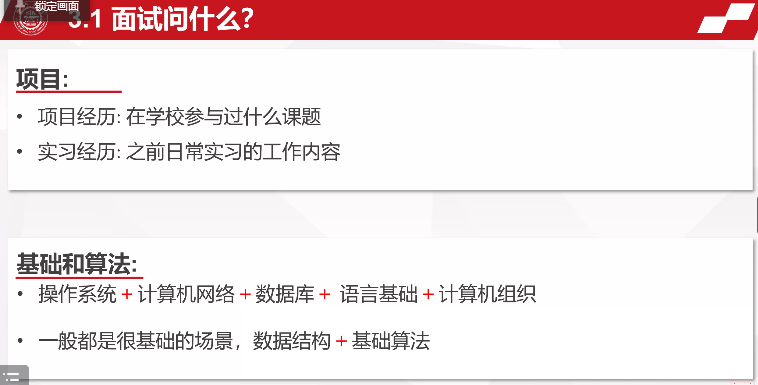 锁定画面
3.1 面试问什么？
项目:
• 项目经历: 在学校参与过什么课题
• 实习经历: 之前日常实习的工作内容
基础和算法:
• 操作系统+计算机网络+数据库+ 语言基础+计算机组织
• 一般都是很基础的场景，数据结构+基础算法